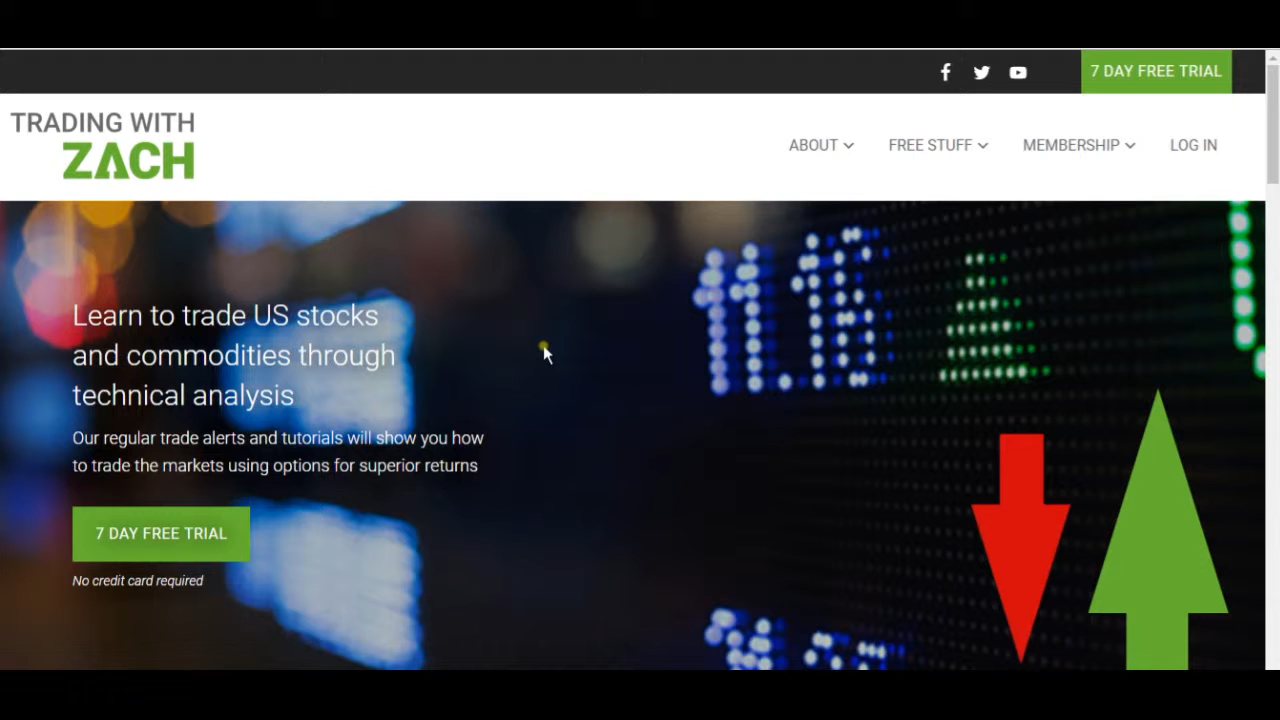 7 DAY FREE TRIAL
TRADING WITH
ZACH
ABOUT
FREE STUFF
MEMBERSHIP
LOG IN
Learn to trade US stocks
and commodities through
technical analysis
Our regular trade alerts and tutorials will show you how
to trade the markets using options for superior returns
7 DAY FREE TRIAL
No credit card required